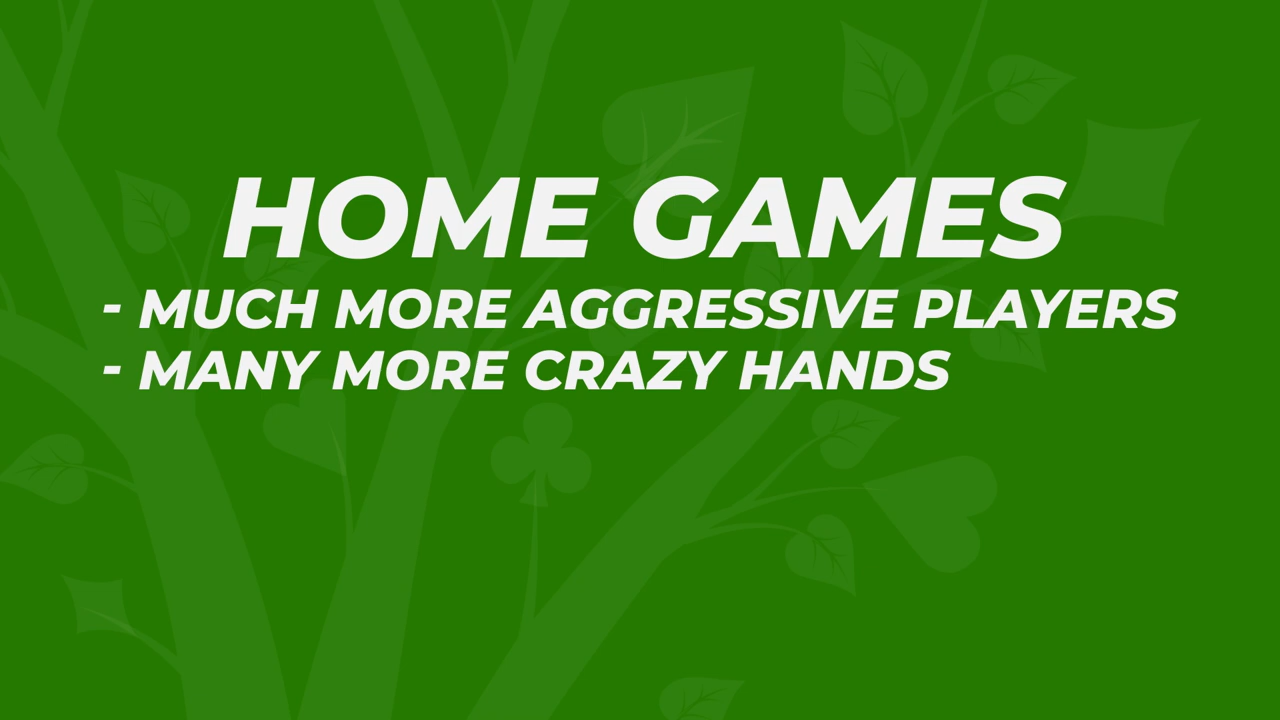 HOME GAMES
- MUCH MORE AGGRESSIVE PLAYERS
- MANY MORE CRAZY HANDS